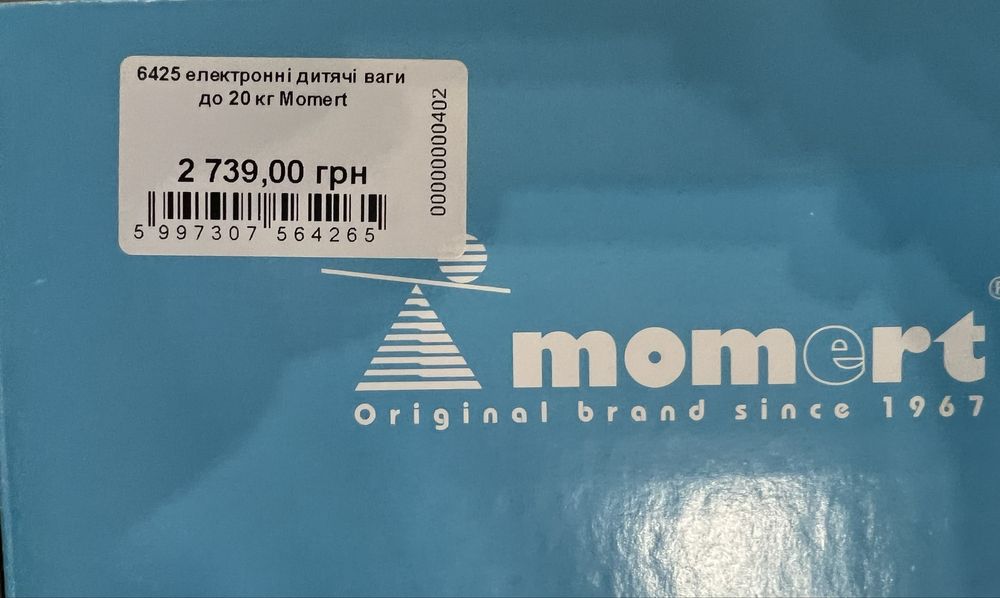 6425 електронні дитячі ваги
до 20 кг Momert
2 739,00 грн
5 997307 564265
00000000402
momert
Original brand since 1967